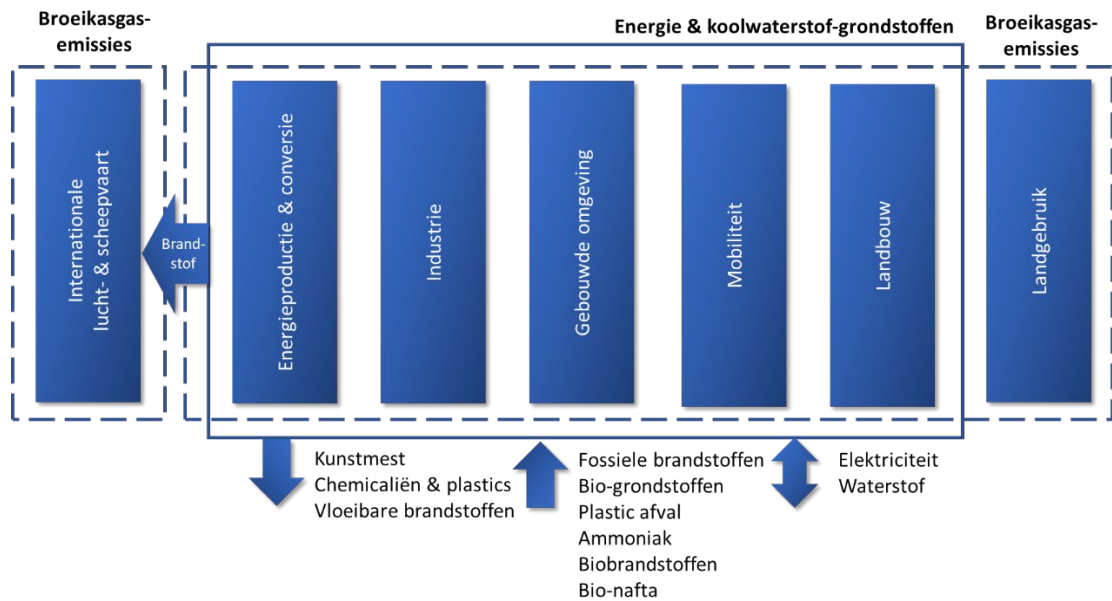 Broeikasgas-
emissies
Energie & koolwaterstof-grondstoffen
Broeikasgas-
emissies
Internationale
lucht- & scheepvaart
Brand-
stof
Energieproductie & conversie
Industrie
Gebouwde omgeving
Mobiliteit
Landbouw
Landgebruik
Kunstmest
Chemicaliën & plastics
Vloeibare brandstoffen
Fossiele brandstoffen
Bio-grondstoffen
Plastic afval
Ammoniak
Biobrandstoffen
Bio-nafta
Elektriciteit
Waterstof